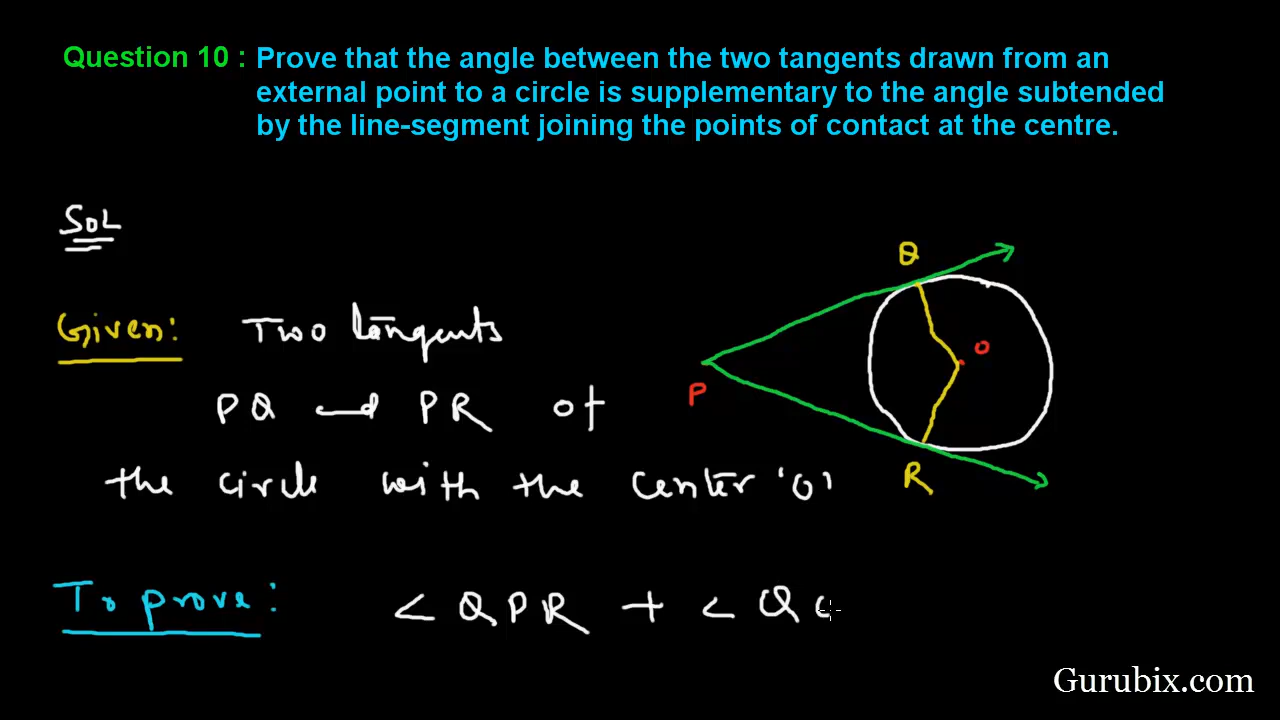 Question 10 : Prove that the angle between the two tangents drawn from an
external point to a circle is supplementary to the angle subtended
by the line-segment joining the points of contact at the centre.
SOL
Given: Two tangents
PQ and PR of
the circle with the center 'O'
Q
O
P
R
To prove: < QPR + < QO
Gurubix.com